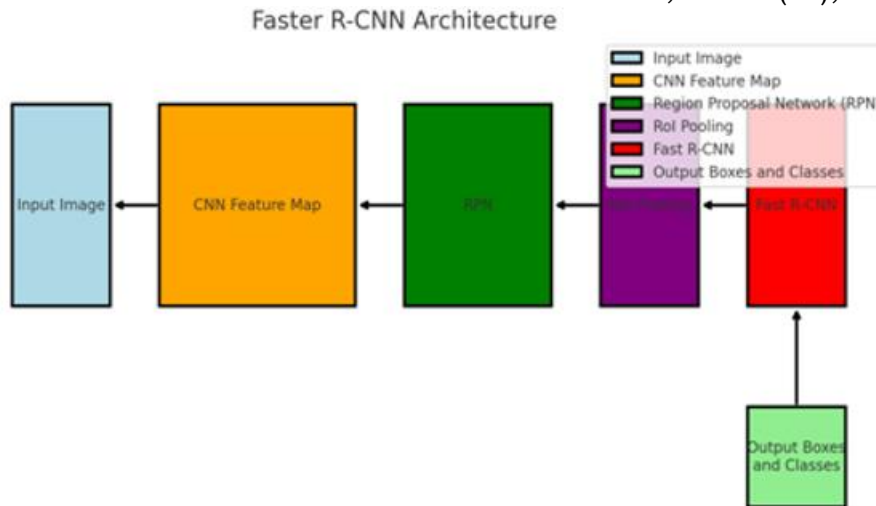 Faster R-CNN Architecture
Input Image
CNN Feature Map
Region Proposal Network (RPN
RoI Pooling
Fast R-CNN
Output Boxes and Classes
Input Image
CNN Feature Map
RPN
Fast R-CNN
Output Boxes
and Classes